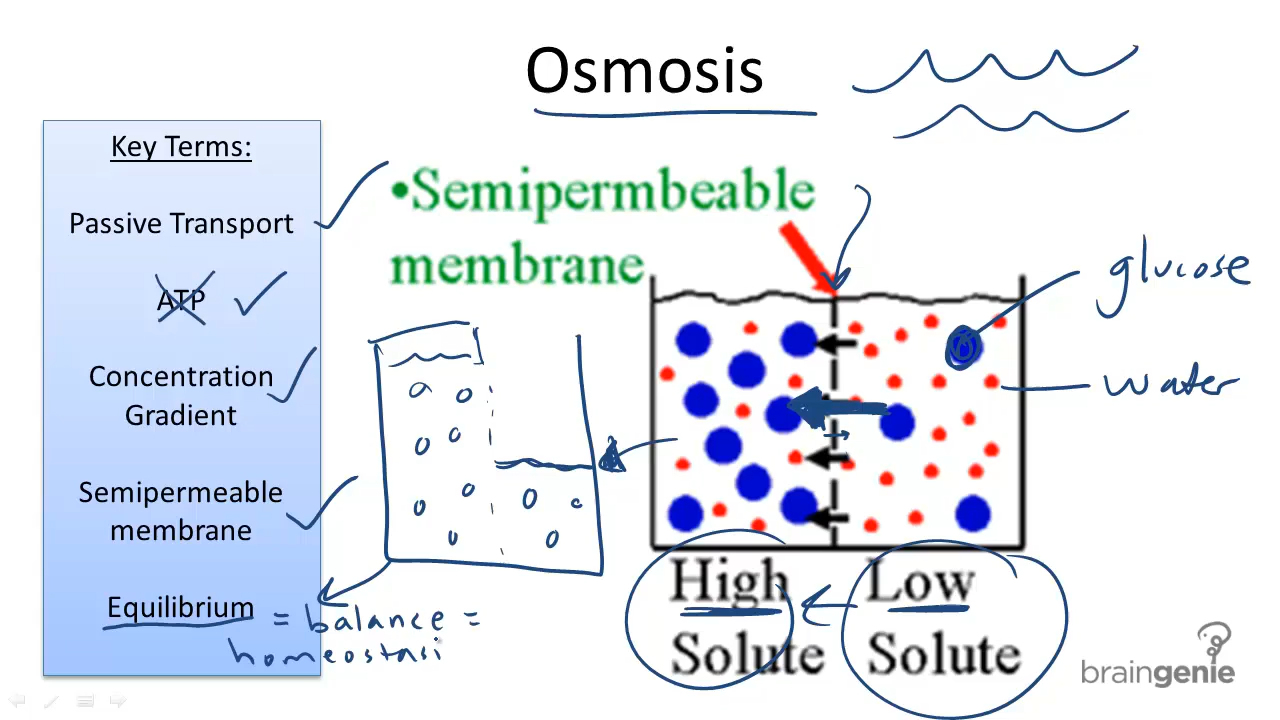 Osmosis
Key Terms:
Passive Transport
ATP
Concentration
Gradient
Semipermeable
membrane
Equilibrium = balance =
homeostasi
•Semipermbeable
membrane
glucose
water
High
Solute
Low
Solute
braingenie